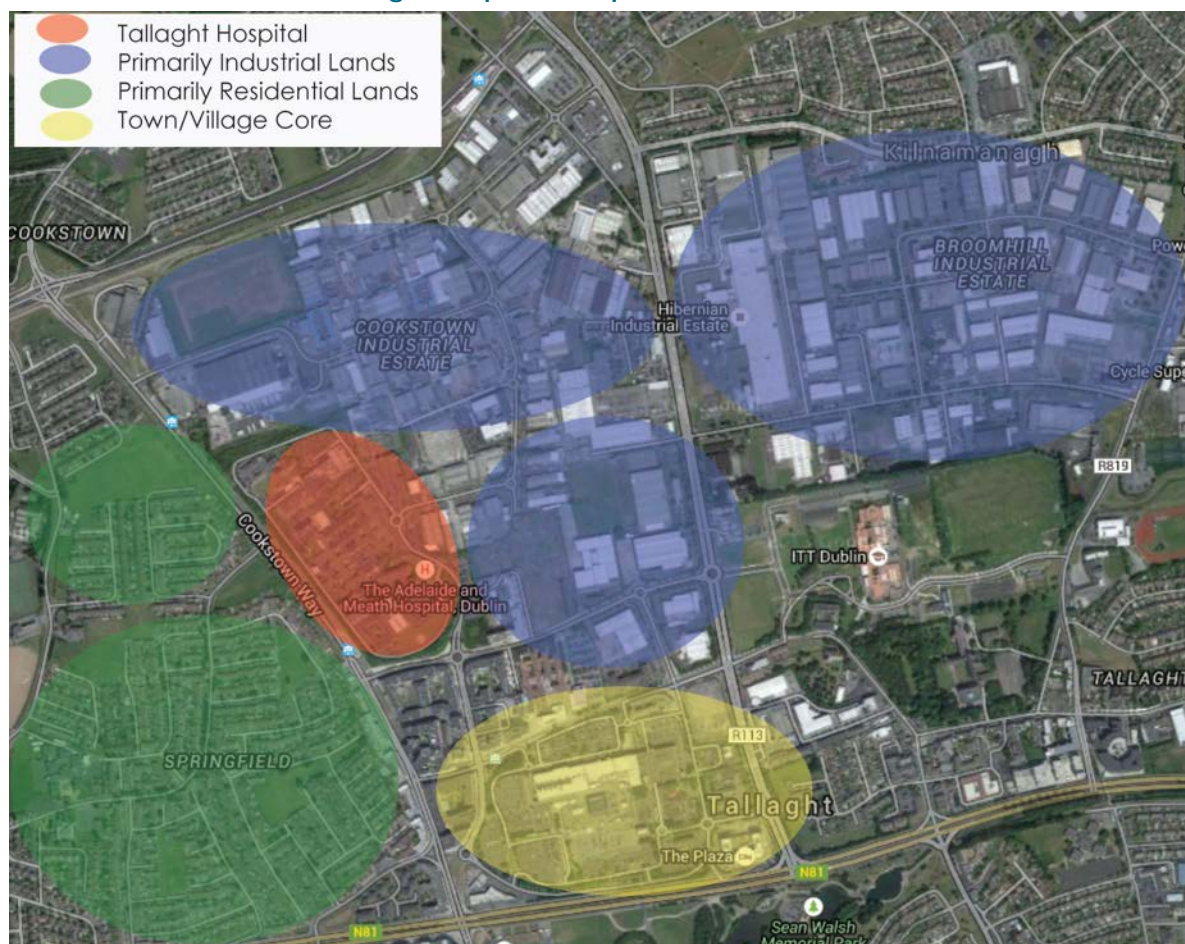 Tallaght Hospital
Primarily Industrial Lands
Primarily Residential Lands
Town/Village Core
Kilnamanagh
COOKSTOWN
BROOMHILL
INDUSTRIAL
ESTATE
Hibernian
Industrial Estate
COOKSTOWN
INDUSTRIAL
ESTATE
R819
Cookstown Way
ITT Dublin
H
The Adelaide and
Meath Hospital, Dublin
TALLAGHT
SPRINGFIELD
R113
Tallaght
The Plaza
N81
N81
Sean Walsh
Memorial Park